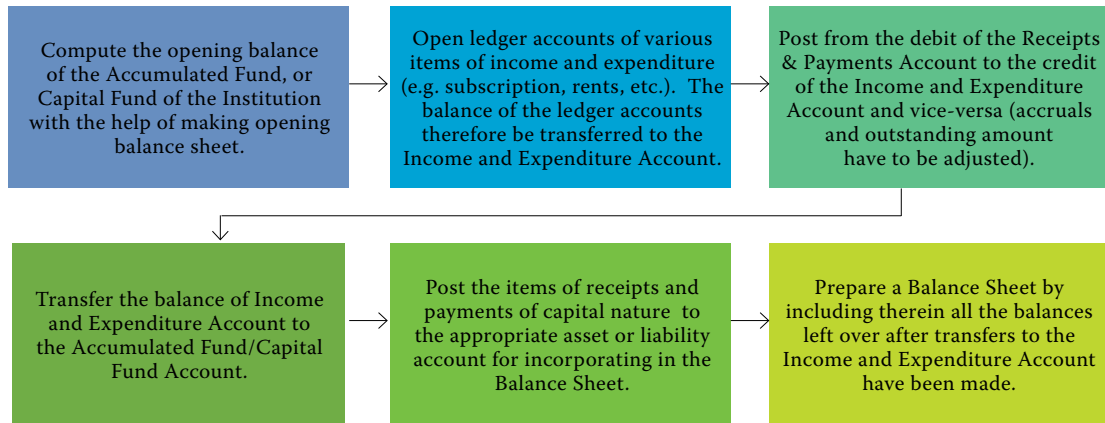 Compute the opening balance
of the Accumulated Fund, or
Capital Fund of the Institution
with the help of making opening
balance sheet.
Open ledger accounts of various
items of income and expenditure
(e.g. subscription, rents, etc.). The
balance of the ledger accounts
therefore be transferred to the
Income and Expenditure Account.
Post from the debit of the Receipts
& Payments Account to the credit
of the Income and Expenditure
Account and vice-versa (accruals
and outstanding amount
have to be adjusted).
Transfer the balance of Income
and Expenditure Account to
the Accumulated Fund/Capital
Fund Account.
Post the items of receipts and
payments of capital nature to
the appropriate asset or liability
account for incorporating in the
Balance Sheet.
Prepare a Balance Sheet by
including therein all the balances
left over after transfers to the
Income and Expenditure Account
have been made.